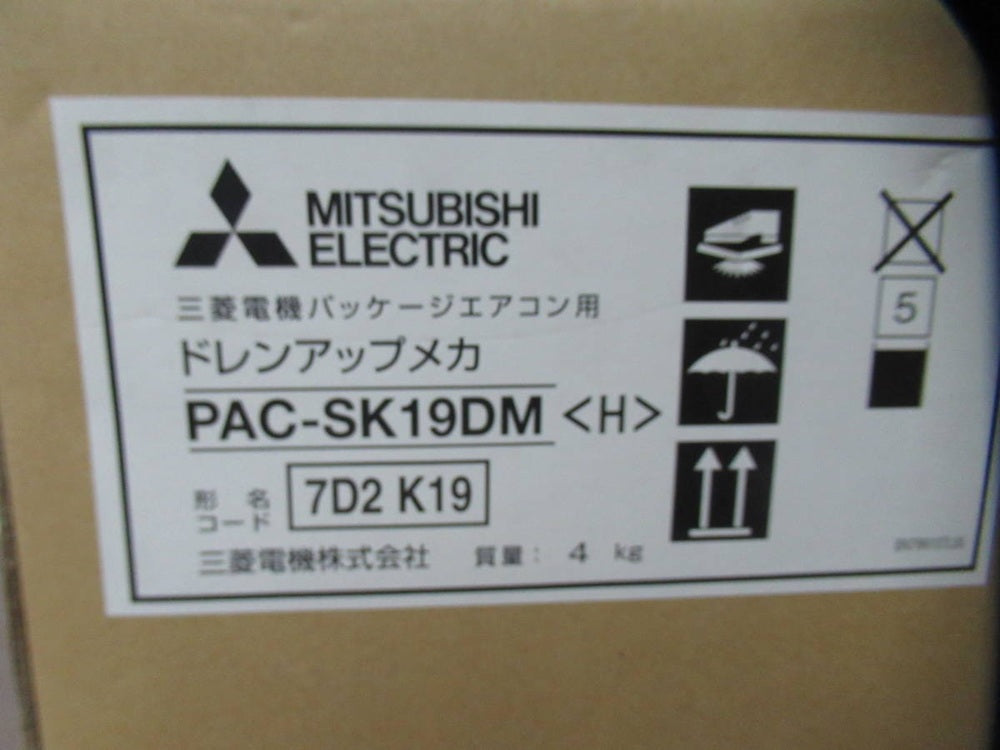 MITSUBISHI
ELECTRIC
三菱電機パッケージエアコン用
ドレンアップメカ
PAC-SK19DM <H>
形名
コード
7D2 K19
三菱電機株式会社 質量: 4 kg
5